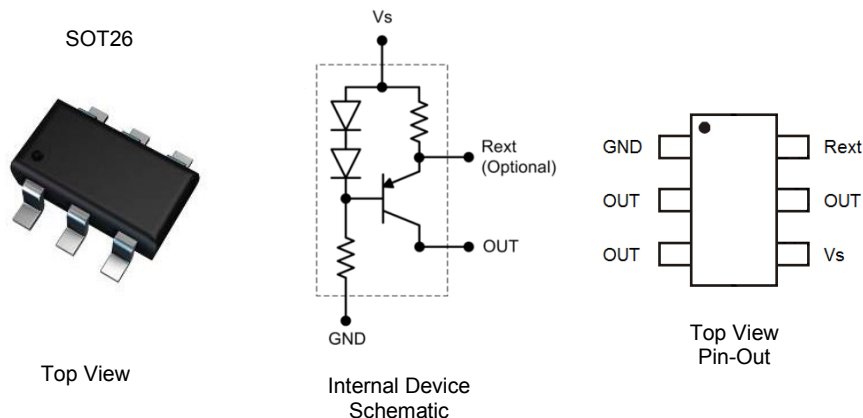 SOT26
Top View
Vs
Rext
(Optional)
OUT
GND
Internal Device
Schematic
GND
OUT
OUT
Rext
OUT
Vs
Top View
Pin-Out